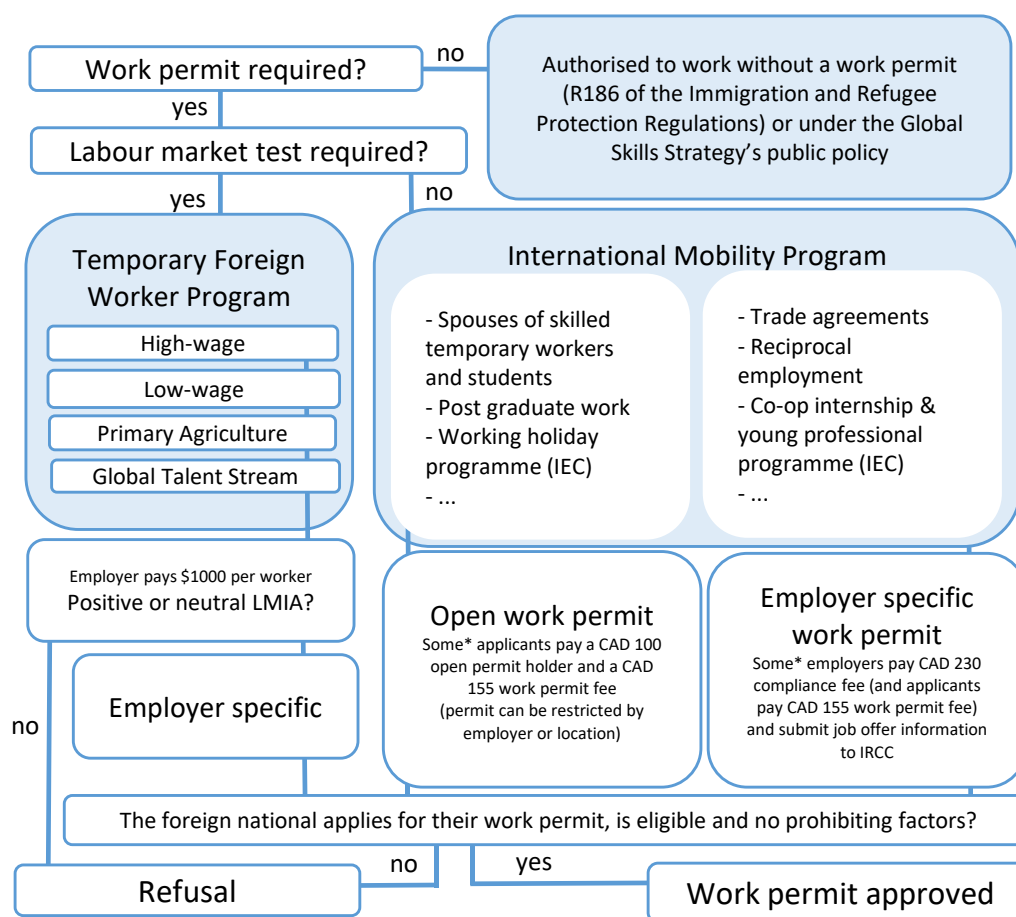 Work permit required?
no
Authorised to work without a work permit
(R186 of the Immigration and Refugee
Protection Regulations) or under the Global
Skills Strategy's public policy
yes
Labour market test required?
yes
no
Temporary Foreign
Worker Program
High-wage
Low-wage
Primary Agriculture
Global Talent Stream
International Mobility Program
- Spouses of skilled
temporary workers
and students
- Post graduate work
- Working holiday
programme (IEC)
- ...
- Trade agreements
- Reciprocal
employment
- Co-op internship &
young professional
programme (IEC)
- ...
Employer pays $1000 per worker
Positive or neutral LMIA?
no
Employer specific
Open work permit
Some* applicants pay a CAD 100
open permit holder and a CAD
155 work permit fee
(permit can be restricted by
employer or location)
Employer specific
work permit
Some* employers pay CAD 230
compliance fee (and applicants
pay CAD 155 work permit fee)
and submit job offer information
to IRCC
The foreign national applies for their work permit, is eligible and no prohibiting factors?
no
yes
Refusal
Work permit approved